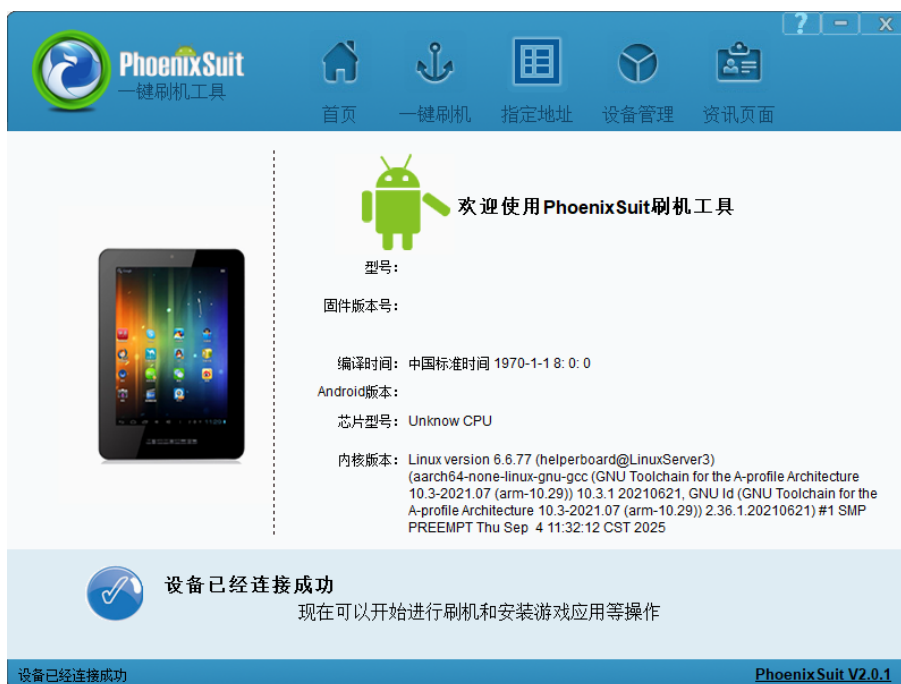 ? - x
PhoenixSuit
一键刷机工具
首页 一键刷机 指定地址 设备管理 资讯页面
欢迎使用PhoenixSuit刷机工具
型号：
固件版本号：
编译时间： 中国标准时间 1970-1-1 8: 0: 0
Android版本：
芯片型号： Unknow CPU
内核版本： Linux version 6.6.77 (helperboard@LinuxServer3)
(aarch64-none-linux-gnu-gcc (GNU Toolchain for the A-profile Architecture
10.3-2021.07 (arm-10.29)) 10.3.1 20210621, GNU ld (GNU Toolchain for the
A-profile Architecture 10.3-2021.07 (arm-10.29)) 2.36.1.20210621) #1 SMP
PREEMPT Thu Sep 4 11:32:12 CST 2025
设备已经连接成功
现在可以开始进行刷机和安装游戏应用等操作
设备已经连接成功
PhoenixSuit V2.0.1